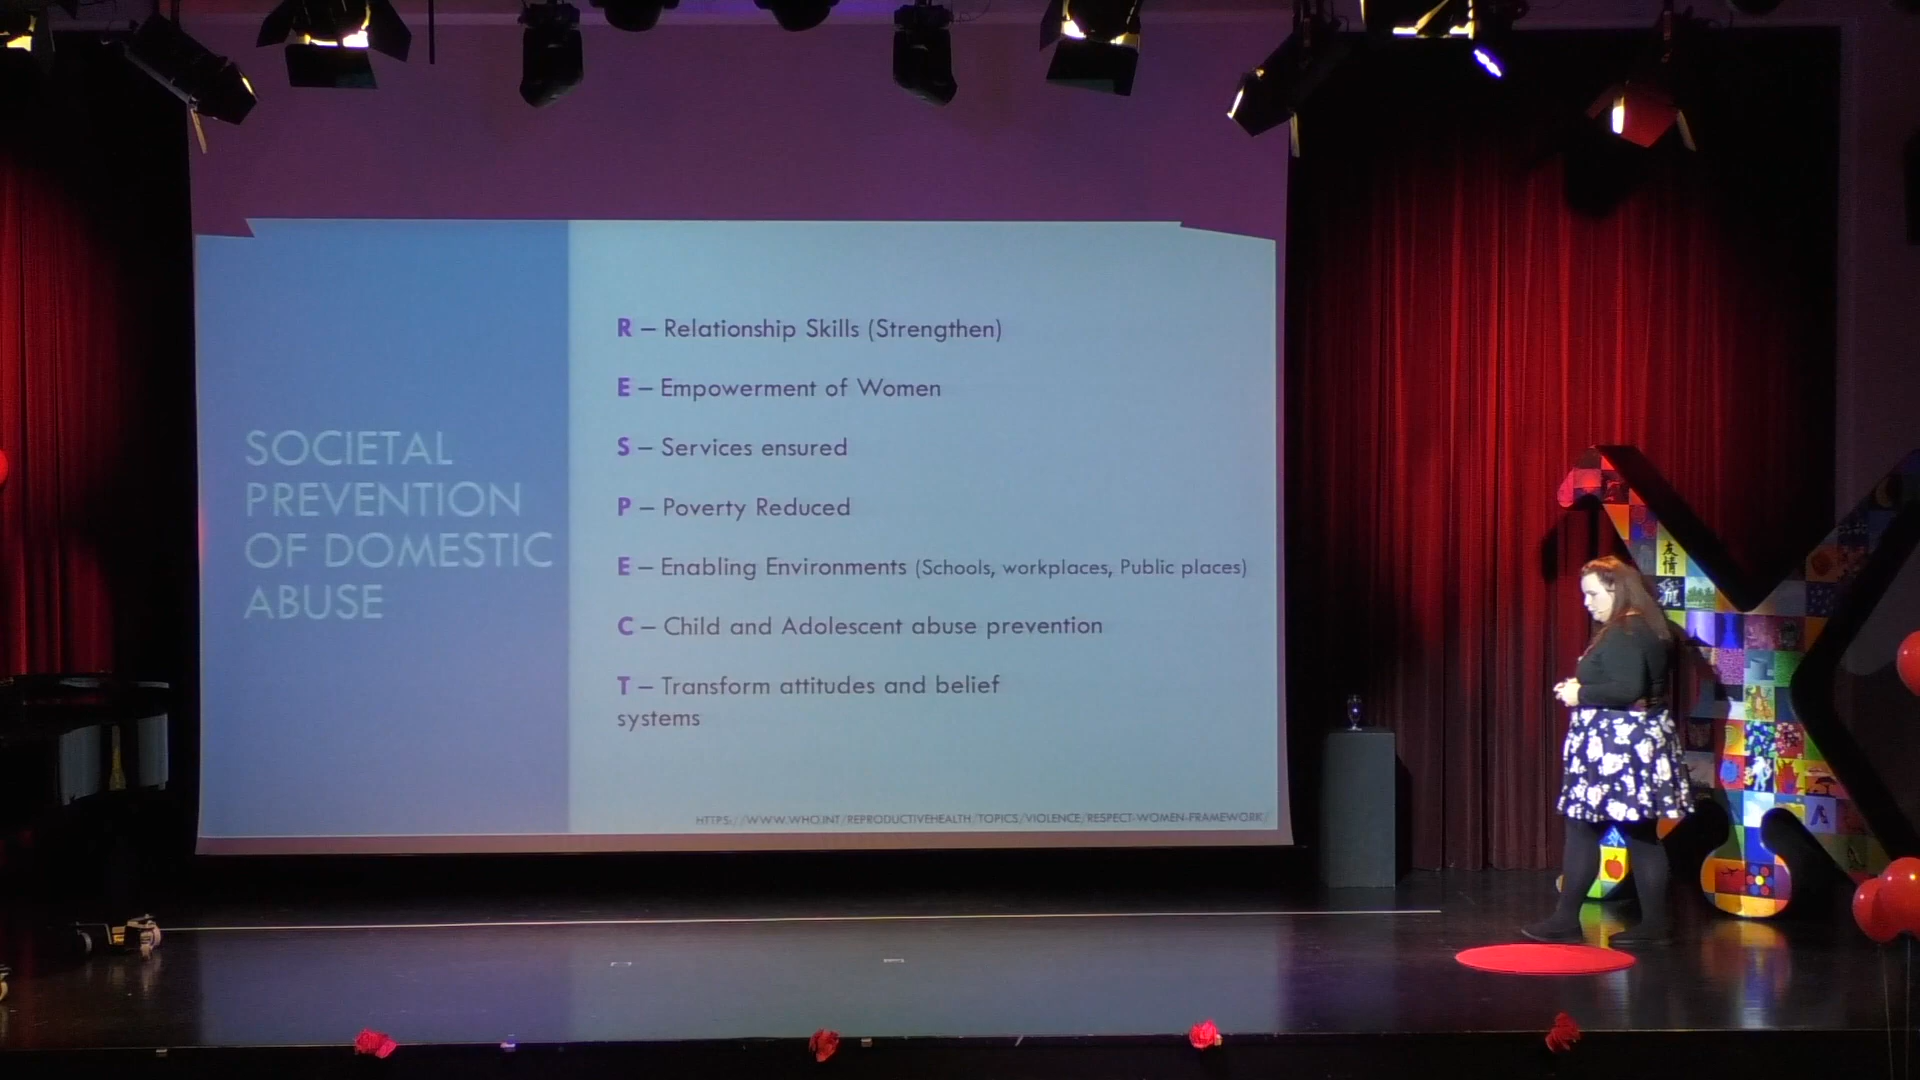 SOCIETAL
PREVENTION
OF DOMESTIC
ABUSE
R – Relationship Skills (Strengthen)
E – Empowerment of Women
S – Services ensured
P – Poverty Reduced
E – Enabling Environments (Schools, workplaces, Public places)
C – Child and Adolescent abuse prevention
T – Transform attitudes and belief
systems
HTTPS://WWW.WHO.INT/REPRODUCTIVEHEALTH/TOPICS/VIOLENCE/RESPECT-WOMEN-FRAMEWORK/
友
情